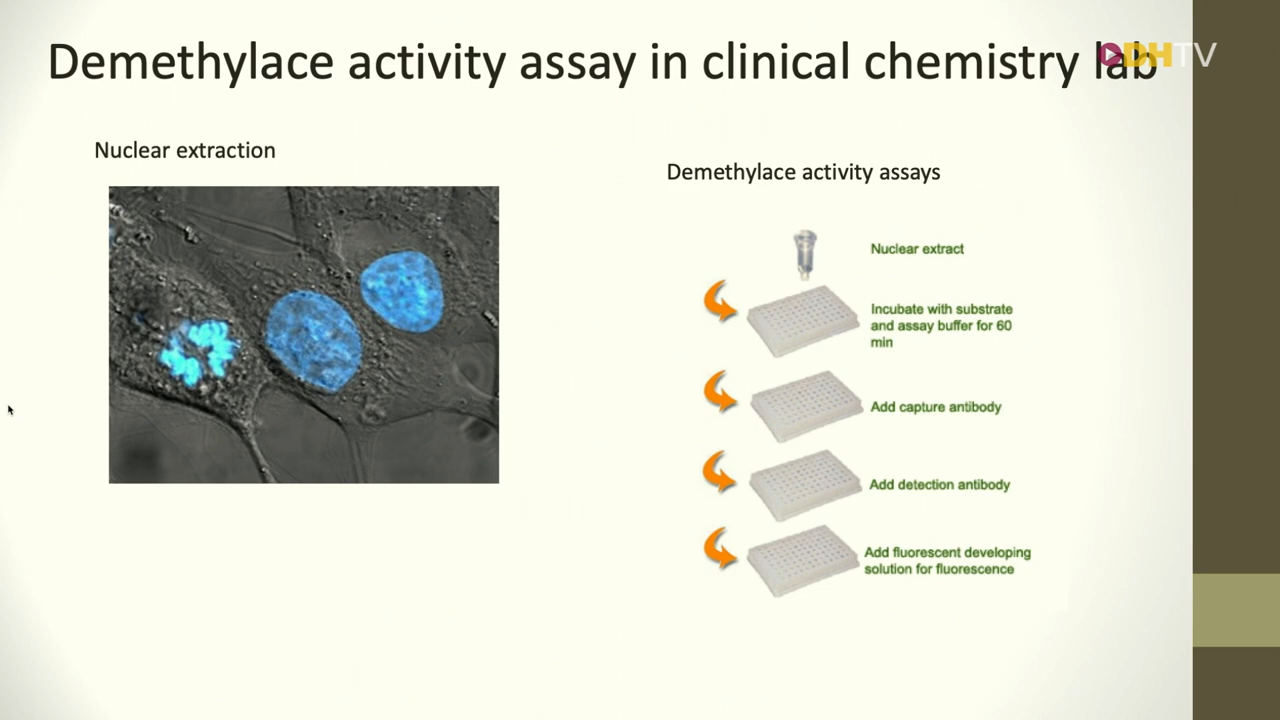 Demethylace activity assay in clinical chemistry lab
DHTV
Nuclear extraction
Demethylace activity assays
Nuclear extract
Incubate with substrate
and assay buffer for 60
min
Add capture antibody
Add detection antibody
Add fluorescent developing
solution for fluorescence